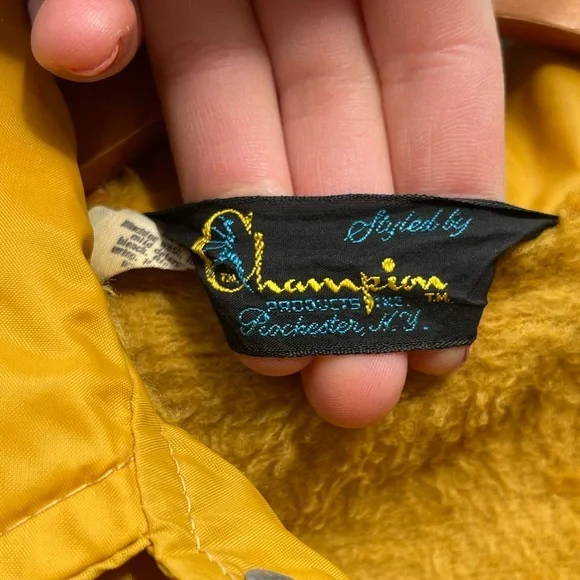 Styled by
T.M. Champion T.M.
PRODUCTS INC
Rochester, N.Y.